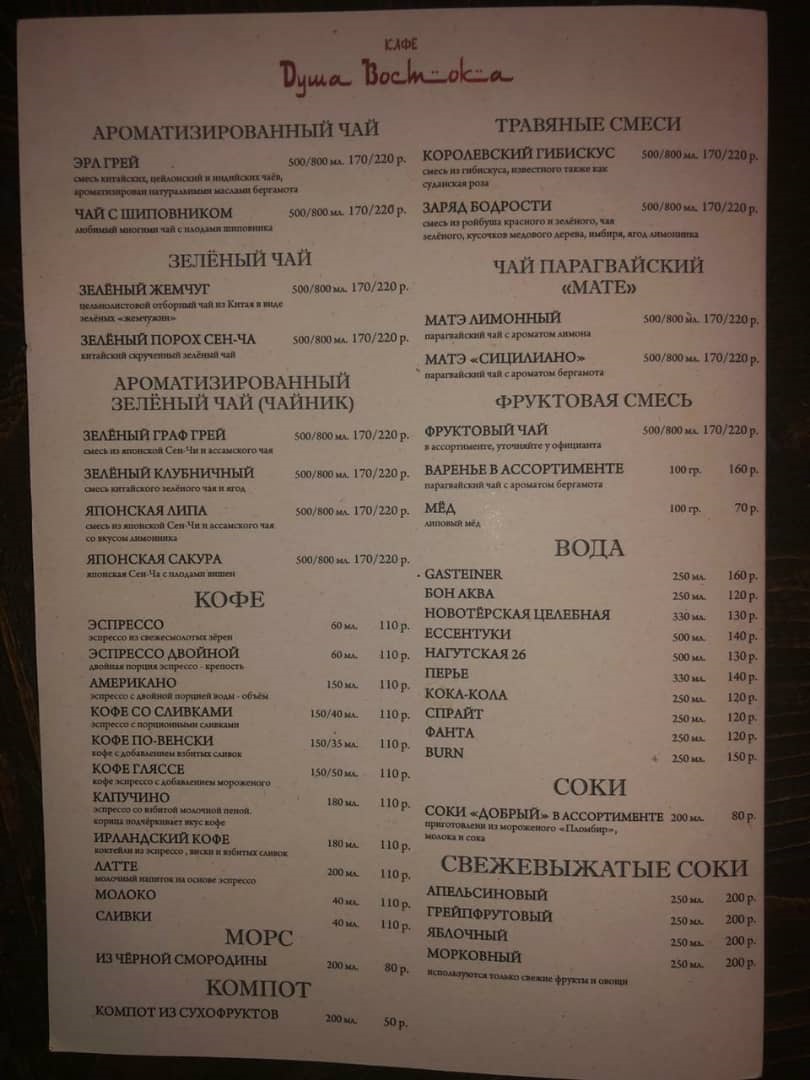 КАФЕ
Душа Востока
АРОМАТИЗИРОВАННЫЙ ЧАЙ
ЭРЛ ГРЕЙ 500/800 мл. 170/220 р.
смесь китайских, цейлонский и индийских чаёв,
ароматизирован натуральными маслами бергамота
ЧАЙ С ШИПОВНИКОМ 500/800 мл. 170/220 р.
любимый многими чай с плодами шиповника
ЗЕЛЁНЫЙ ЧАЙ
ЗЕЛЁНЫЙ ЖЕМЧУГ 500/800 мл. 170/220 р.
цельнолистовой отборный чай из Китая в виде
зелёных «жемчужин»
ЗЕЛЁНЫЙ ПОРОХ СЕН-ЧА 500/800 мл. 170/220 р.
китайский скрученный зелёный чай
АРОМАТИЗИРОВАННЫЙ
ЗЕЛЁНЫЙ ЧАЙ (ЧАЙНИК)
ЗЕЛЁНЫЙ ГРАФ ГРЕЙ 500/800 мл. 170/220 р.
смесь из японской Сен-Чи и ассамского чая
ЗЕЛЁНЫЙ КЛУБНИЧНЫЙ 500/800 мл. 170/220 р.
смесь китайского зелёного чая и ягод
ЯПОНСКАЯ ЛИПА 500/800 мл. 170/220 р.
смесь из японской Сен-Чи и ассамского чая
со вкусом лимонника
ЯПОНСКАЯ САКУРА 500/800 мл. 170/220 р.
японская Сен-Ча с плодами вишен
КОФЕ
ЭСПРЕССО 60 мл. 110 р.
эспрессо из свежесмолотых зёрен
ЭСПРЕССО ДВОЙНОЙ 60 мл. 110 р.
двойная порция эспрессо - крепость
АМЕРИКАНО 150 мл. 110 р.
эспрессо с двойной порцией воды - объём
КОФЕ СО СЛИВКАМИ 150/40 мл. 110 р.
эспрессо с порционными сливками
КОФЕ ПО-ВЕНСКИ 150/35 мл. 110 р.
кофе с добавлением взбитых сливок
КОФЕ ГЛЯССЕ 150/50 мл. 110 р.
кофе эспрессо с добавлением мороженого
КАПУЧИНО 180 мл. 110 р.
эспрессо со взбитой молочной пеной.
корица подчёркивает вкус кофе
ИРЛАНДСКИЙ КОФЕ 180 мл. 110 р.
коктейли из эспрессо , виски и взбитых сливок
ЛАТТЕ 200 мл. 110 р.
молочный напиток на основе эспрессо
МОЛОКО 40 мл. 110 р.
СЛИВКИ 40 мл. 110 р.
МОРС
ИЗ ЧЁРНОЙ СМОРОДИНЫ 200 мл. 80 р.
КОМПОТ
КОМПОТ ИЗ СУХОФРУКТОВ 200 мл. 50 р.
ТРАВЯНЫЕ СМЕСИ
КОРОЛЕВСКИЙ ГИБИСКУС 500/800 мл. 170/220 р.
смесь из гибискуса, известного также как
суданская роза
ЗАРЯД БОДРОСТИ 500/800 мл. 170/220 р.
смесь из ройбуша красного и зелёного, чая
зелёного, кусочков медового дерева, имбиря, ягод лимонника
ЧАЙ ПАРАГВАЙСКИЙ
«МАТЕ»
МАТЭ ЛИМОННЫЙ 500/800 мл. 170/220 р.
парагвайский чай с ароматом лимона
МАТЭ «СИЦИЛИАНО» 500/800 мл. 170/220 р.
парагвайский чай с ароматом бергамота
ФРУКТОВАЯ СМЕСЬ
ФРУКТОВЫЙ ЧАЙ 500/800 мл. 170/220 р.
в ассортименте, уточняйте у официанта
ВАРЕНЬЕ В АССОРТИМЕНТЕ 100 гр. 160 р.
парагвайский чай с ароматом бергамота
МЁД 100 гр. 70 р.
липовый мёд
ВОДА
GASTEINER 250 мл. 160 р.
БОН АКВА 250 мл. 120 р.
НОВОТЁРСКАЯ ЦЕЛЕБНАЯ 330 мл. 130 р.
ЕССЕНТУКИ 500 мл. 140 р.
НАГУТСКАЯ 26 500 мл. 130 р.
ПЕРЬЕ 330 мл. 140 р.
КОКА-КОЛА 250 мл. 120 р.
СПРАЙТ 250 мл. 120 р.
ФАНТА 250 мл. 120 р.
BURN 250 мл. 150 р.
СОКИ
СОКИ «ДОБРЫЙ» В АССОРТИМЕНТЕ 200 мл. 80 р.
приготовлени из мороженого «Пломбир»,
молока и сока
СВЕЖЕВЫЖАТЫЕ СОКИ
АПЕЛЬСИНОВЫЙ 250 мл. 200 р.
ГРЕЙПФРУТОВЫЙ 250 мл. 200 р.
ЯБЛОЧНЫЙ 250 мл. 200 р.
МОРКОВНЫЙ 250 мл. 200 р.
используются только свежие фрукты и овощи